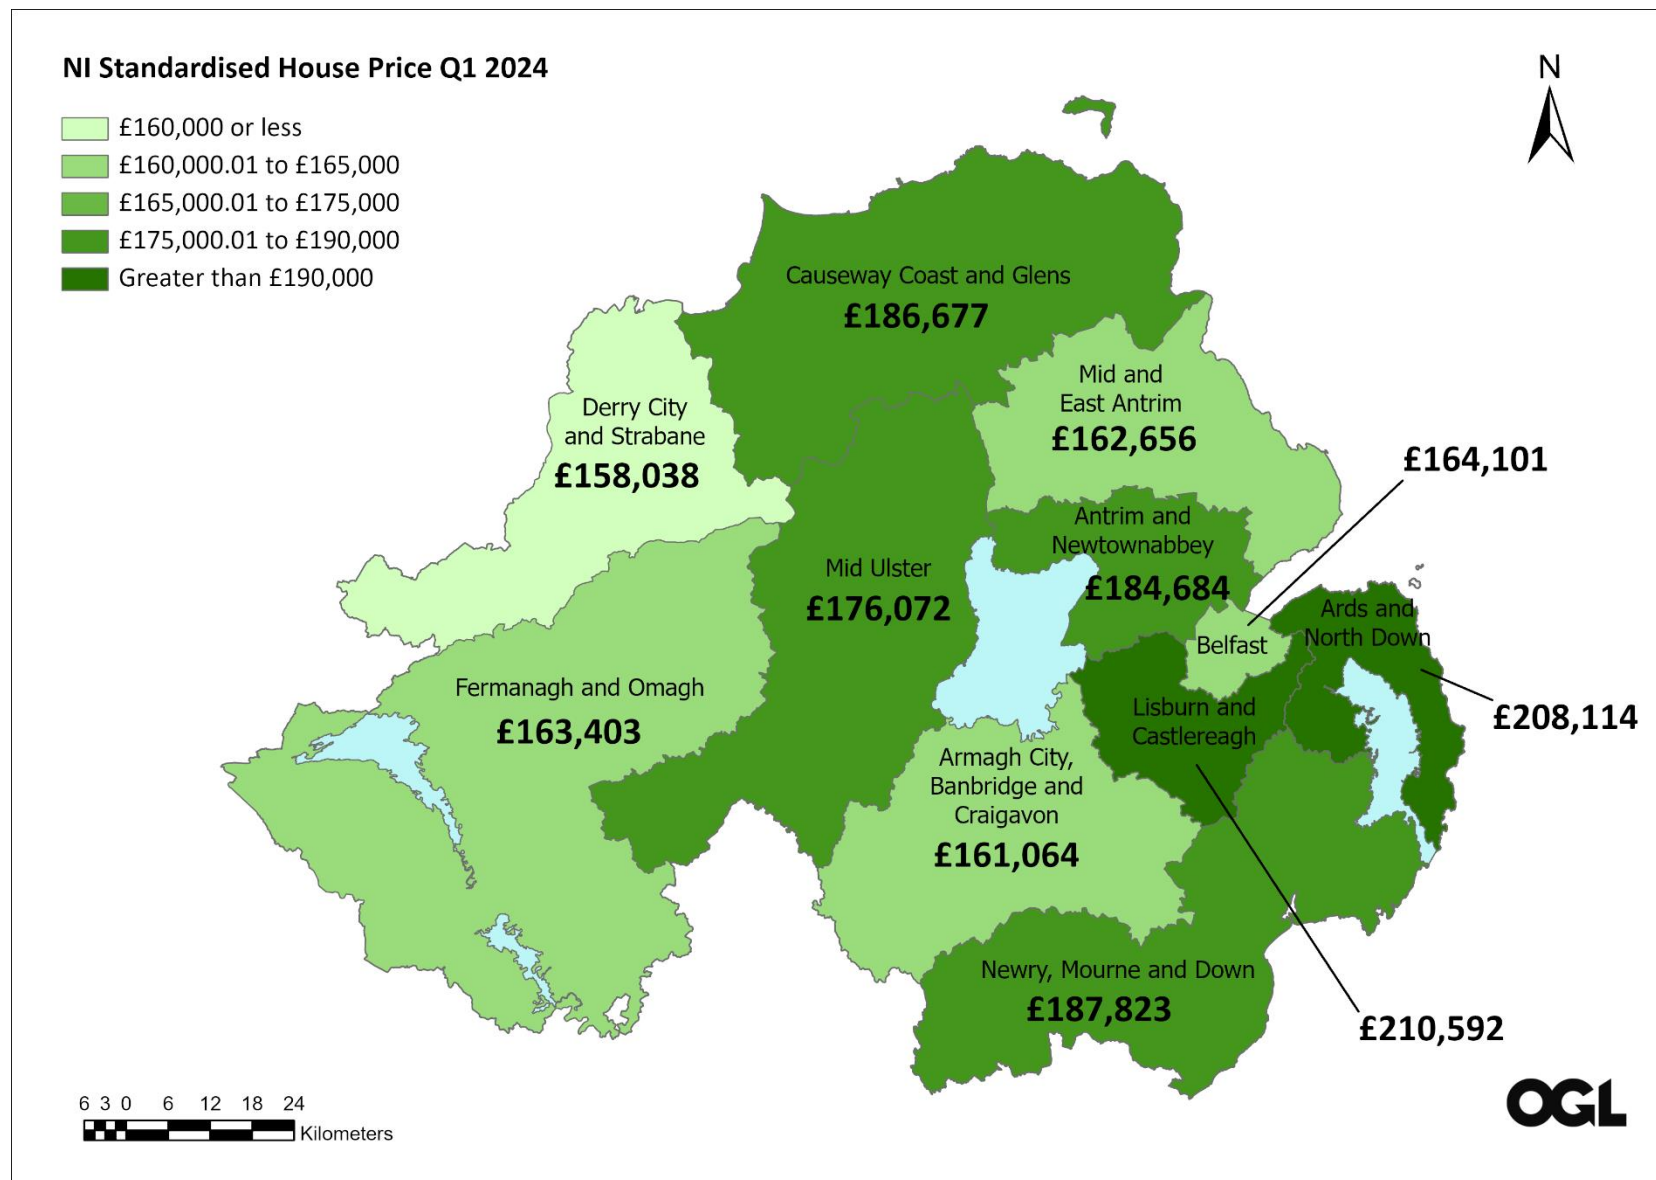 NI Standardised House Price Q1 2024
£160,000 or less
£160,000.01 to £165,000
£165,000.01 to £175,000
£175,000.01 to £190,000
Greater than £190,000
N
Causeway Coast and Glens
£186,677
Mid and
East Antrim
£162,656
Derry City
and Strabane
£158,038
£164,101
Antrim and
Newtownabbey
£184,684
Mid Ulster
£176,072
Ards and
North Down
Belfast
Fermanagh and Omagh
£163,403
Lisburn and
Castlereagh
£208,114
Armagh City,
Banbridge and
Craigavon
£161,064
Newry, Mourne and Down
£187,823
£210,592
6 3 0 6 12 18 24
Kilometers
OGL